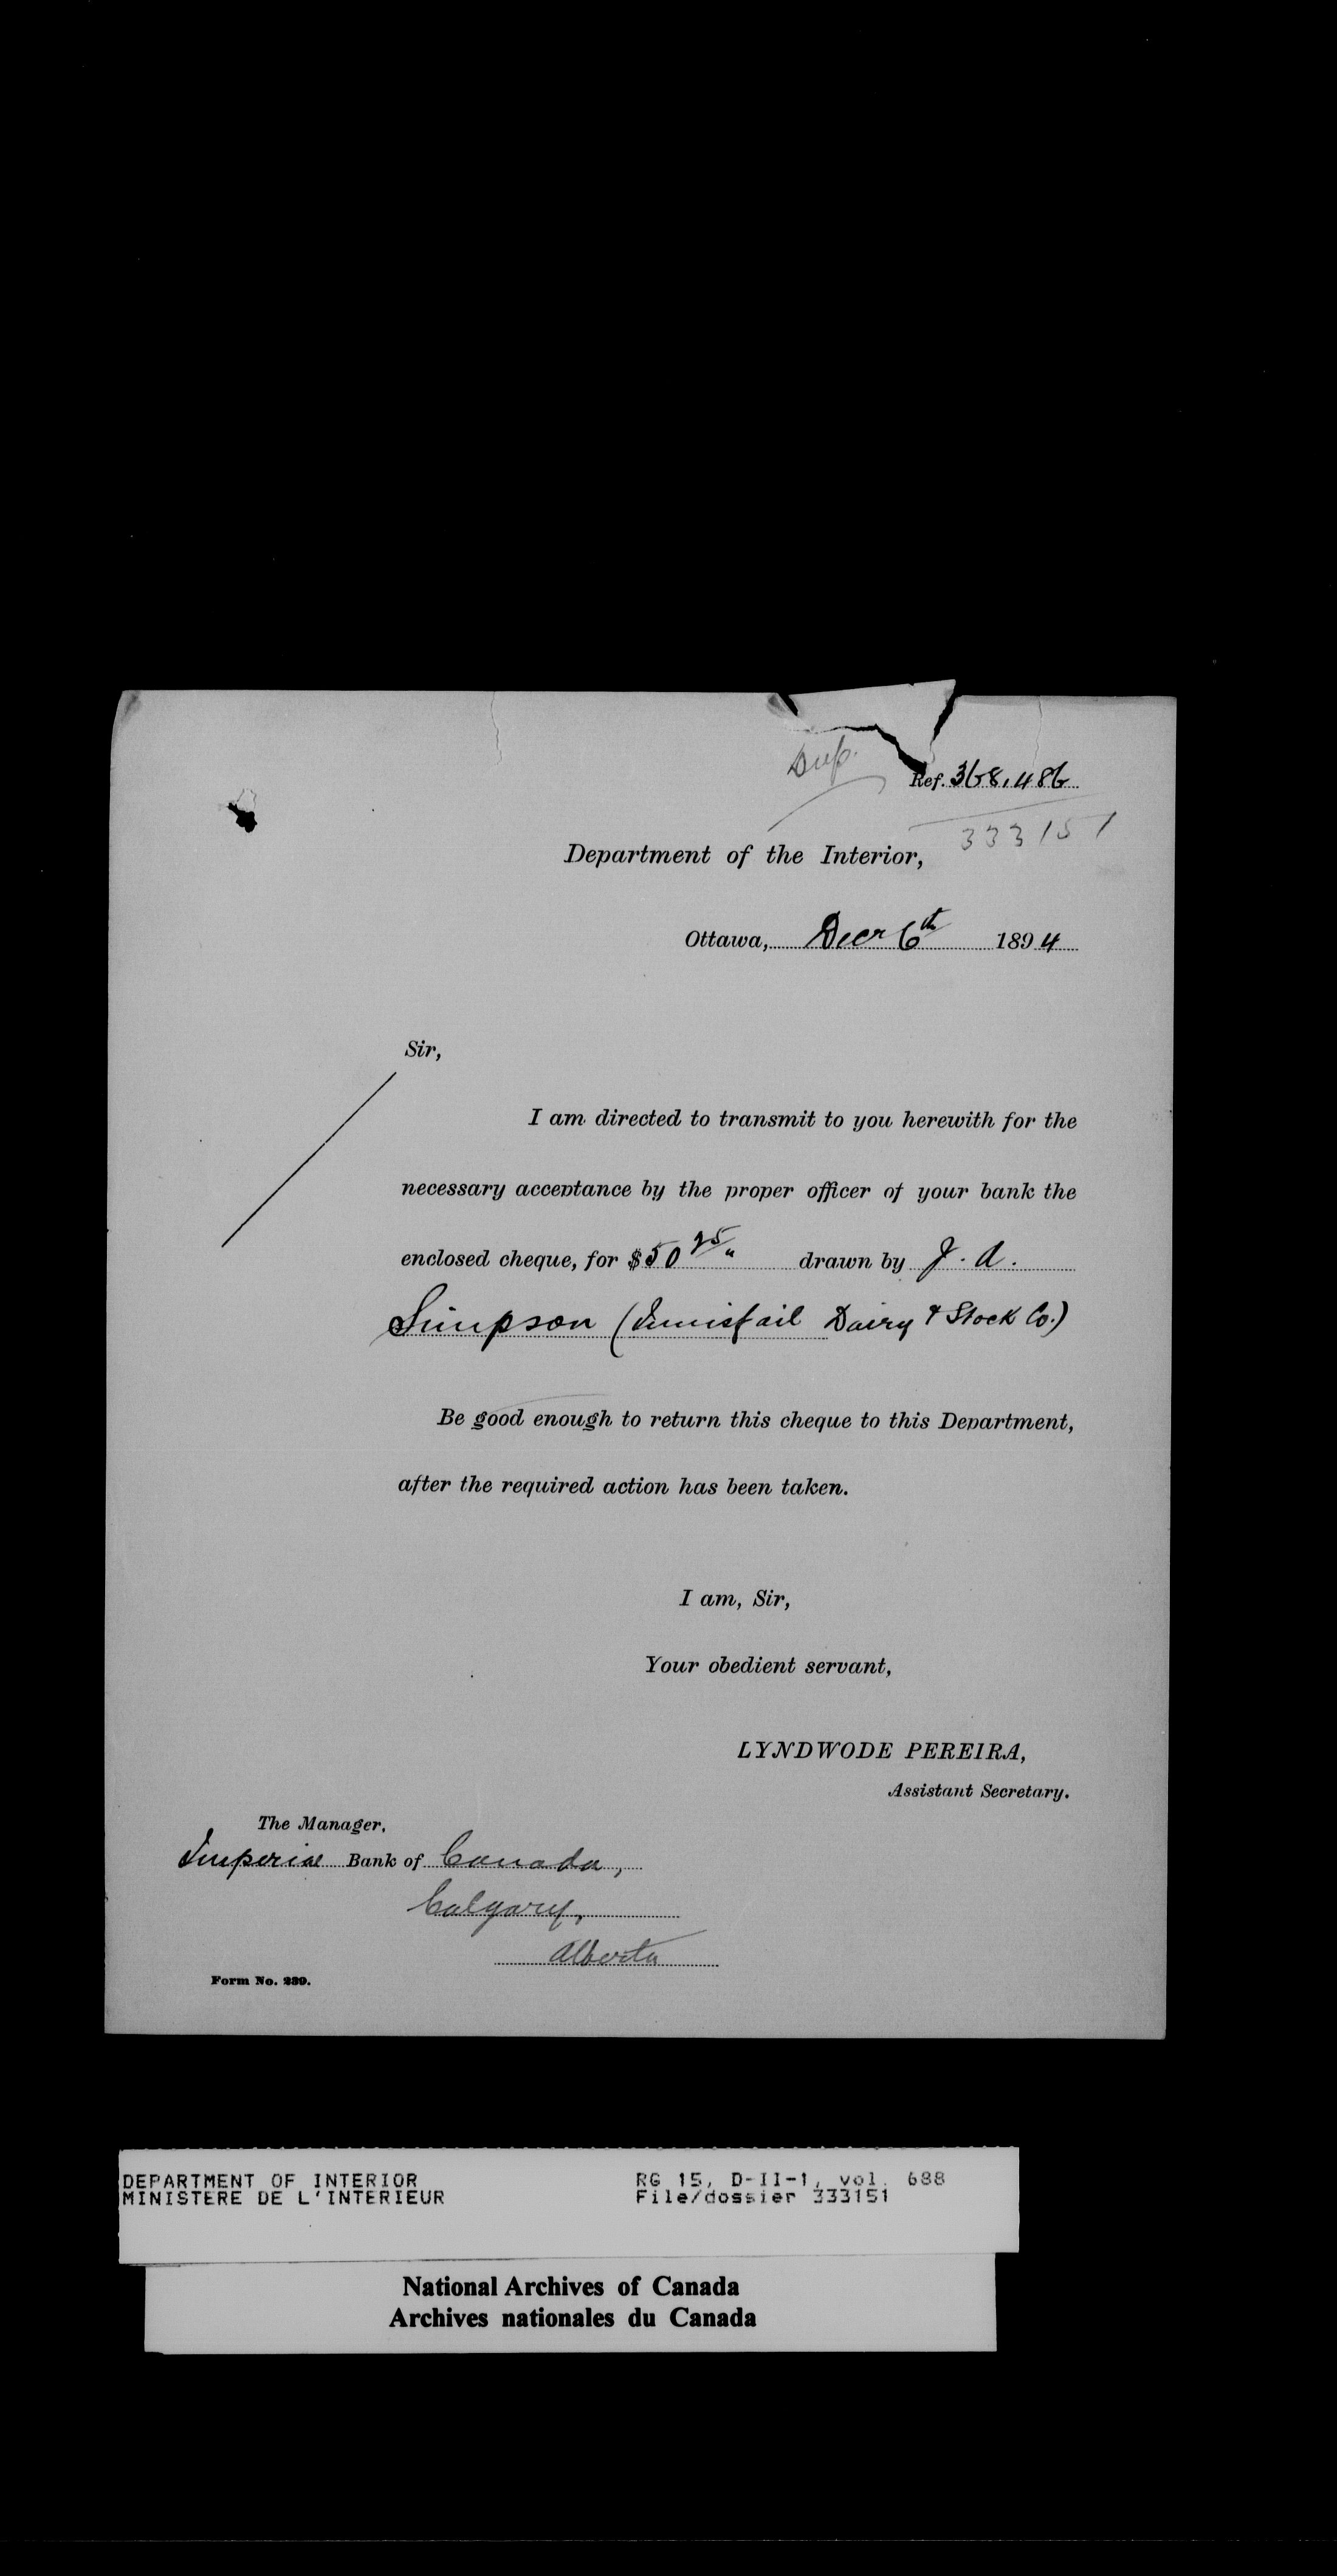 Dup.
Ref. 368,486
333151
Department of the Interior,
Ottawa, Decr 6th 1894
Sir,
I am directed to transmit to you herewith for the
necessary acceptance by the proper officer of your bank the
enclosed cheque, for $50 25/" drawn by J. A.
Simpson (Innisfail Dairy & Stock Co.)
Be good enough to return this cheque to this Department,
after the required action has been taken.
I am, Sir,
Your obedient servant,
LYNDWODE PEREIRA,
Assistant Secretary.
The Manager,
Imperial Bank of Canada,
Calgary,
Alberta
Form No. 239.
DEPARTMENT OF INTERIOR RG 15, D-II-1, vol. 688
MINISTERE DE L'INTERIEUR File/dossier 333151
National Archives of Canada
Archives nationales du Canada